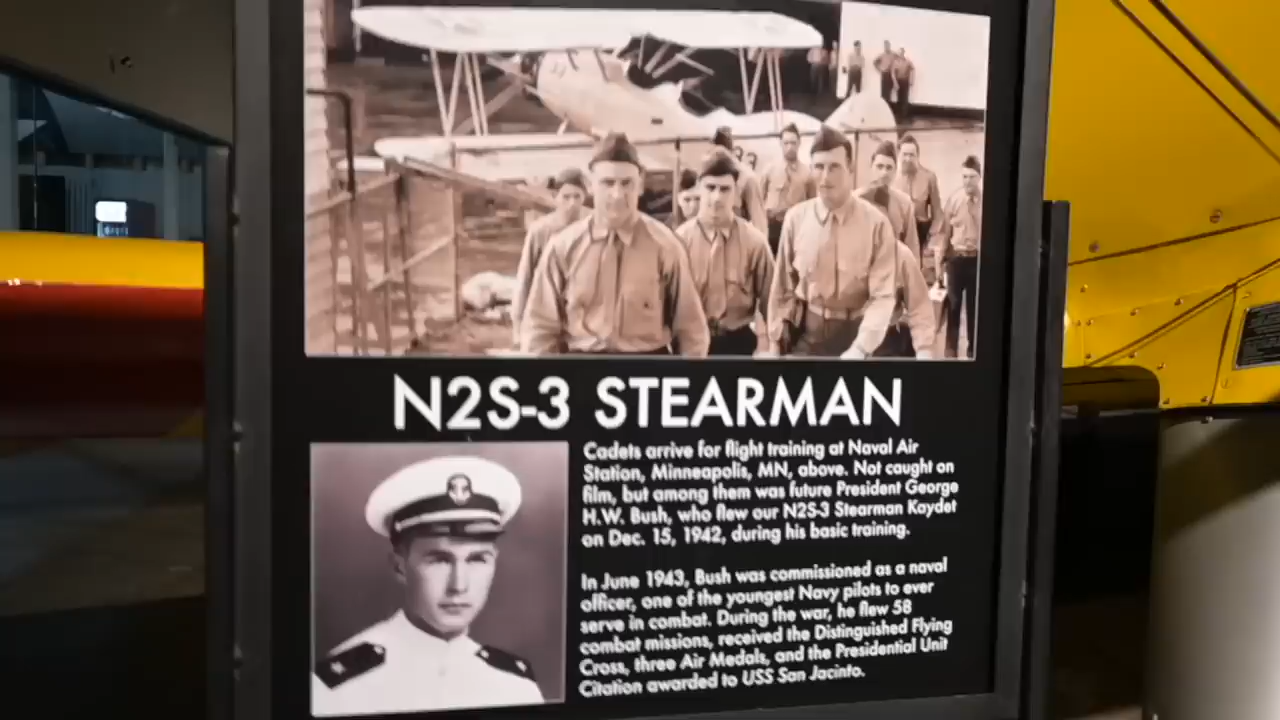 N2S-3 STEARMAN
Cadets arrive for flight training at Naval Air
Station, Minneapolis, MN, above. Not caught on
film, but among them was future President George
H.W. Bush, who flew our N2S-3 Stearman Kaydet
on Dec. 15, 1942, during his basic training.
In June 1943, Bush was commissioned as a naval
officer, one of the youngest Navy pilots to ever
serve in combat. During the war, he flew 58
combat missions, received the Distinguished Flying
Cross, three Air Medals, and the Presidential Unit
Citation awarded to USS San Jacinto.